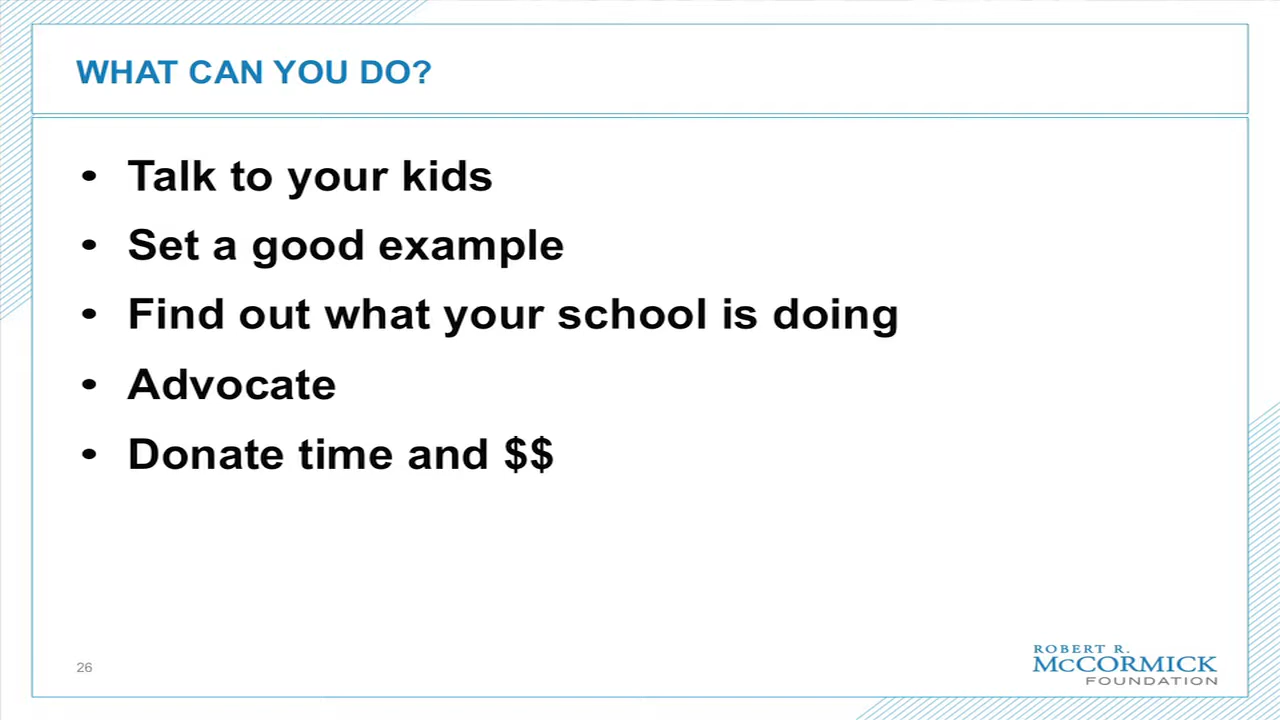 WHAT CAN YOU DO?
• Talk to your kids
• Set a good example
• Find out what your school is doing
• Advocate
• Donate time and $$
26
ROBERT R.
McCORMICK
FOUNDATION